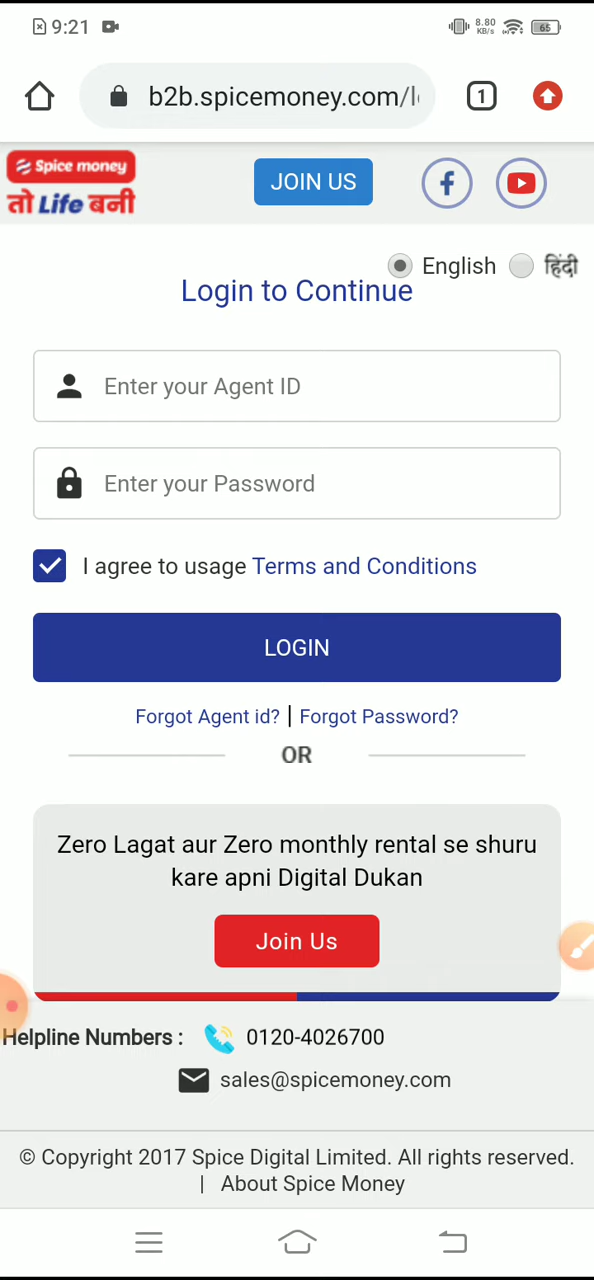 9:21 8.80 KB/s 65
b2b.spicemoney.com/l 1
Spice money
तो Life बनी
JOIN US
English हिंदी
Login to Continue
Enter your Agent ID
Enter your Password
I agree to usage Terms and Conditions
LOGIN
Forgot Agent id? | Forgot Password?
OR
Zero Lagat aur Zero monthly rental se shuru
kare apni Digital Dukan
Join Us
Helpline Numbers : 0120-4026700
sales@spicemoney.com
© Copyright 2017 Spice Digital Limited. All rights reserved.
| About Spice Money